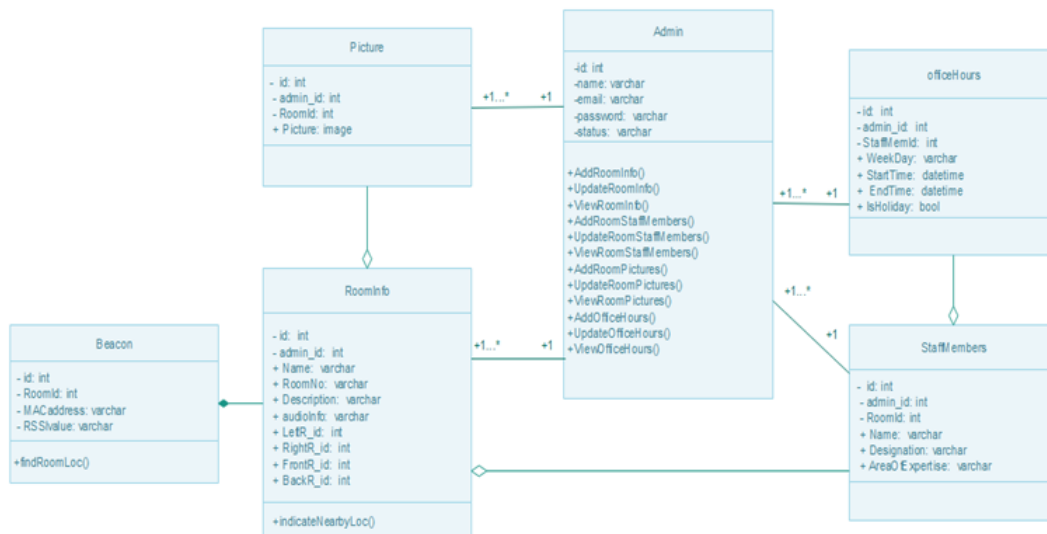 Picture
- id: int
- admin_id: int
- RoomId: int
+ Picture: image
+1...*
+1
Admin
-id: int
-name: varchar
-email: varchar
-password: varchar
-status: varchar
+AddRoomInfo()
+UpdateRoomInfo()
+ViewRoomInfo()
+AddRoomStaffMembers()
+UpdateRoomStaffMembers()
+ViewRoomStaffMembers()
+AddRoomPictures()
+UpdateRoomPictures()
+ViewRoomPictures()
+AddOfficeHours()
+UpdateOfficeHours()
+ViewOfficeHours()
+1...*
+1
officeHours
- id: int
- admin_id: int
- StaffMemId: int
+ WeekDay: varchar
+ StartTime: datetime
+ EndTime: datetime
+ IsHoliday: bool
+1...*
+1
Beacon
- id: int
- RoomId: int
- MACaddress: varchar
- RSSIvalue: varchar
+findRoomLoc()
RoomInfo
- id: int
- admin_id: int
+ Name: varchar
+ RoomNo: varchar
+ Description: varchar
+ audioInfo: varchar
+ LeftR_id: int
+ RightR_id: int
+ FrontR_id: int
+ BackR_id: int
+indicateNearbyLoc()
+1...*
+1
StaffMembers
- id: int
- admin_id: int
- RoomId: int
+ Name: varchar
+ Designation: varchar
+ AreaOfExpertise: varchar